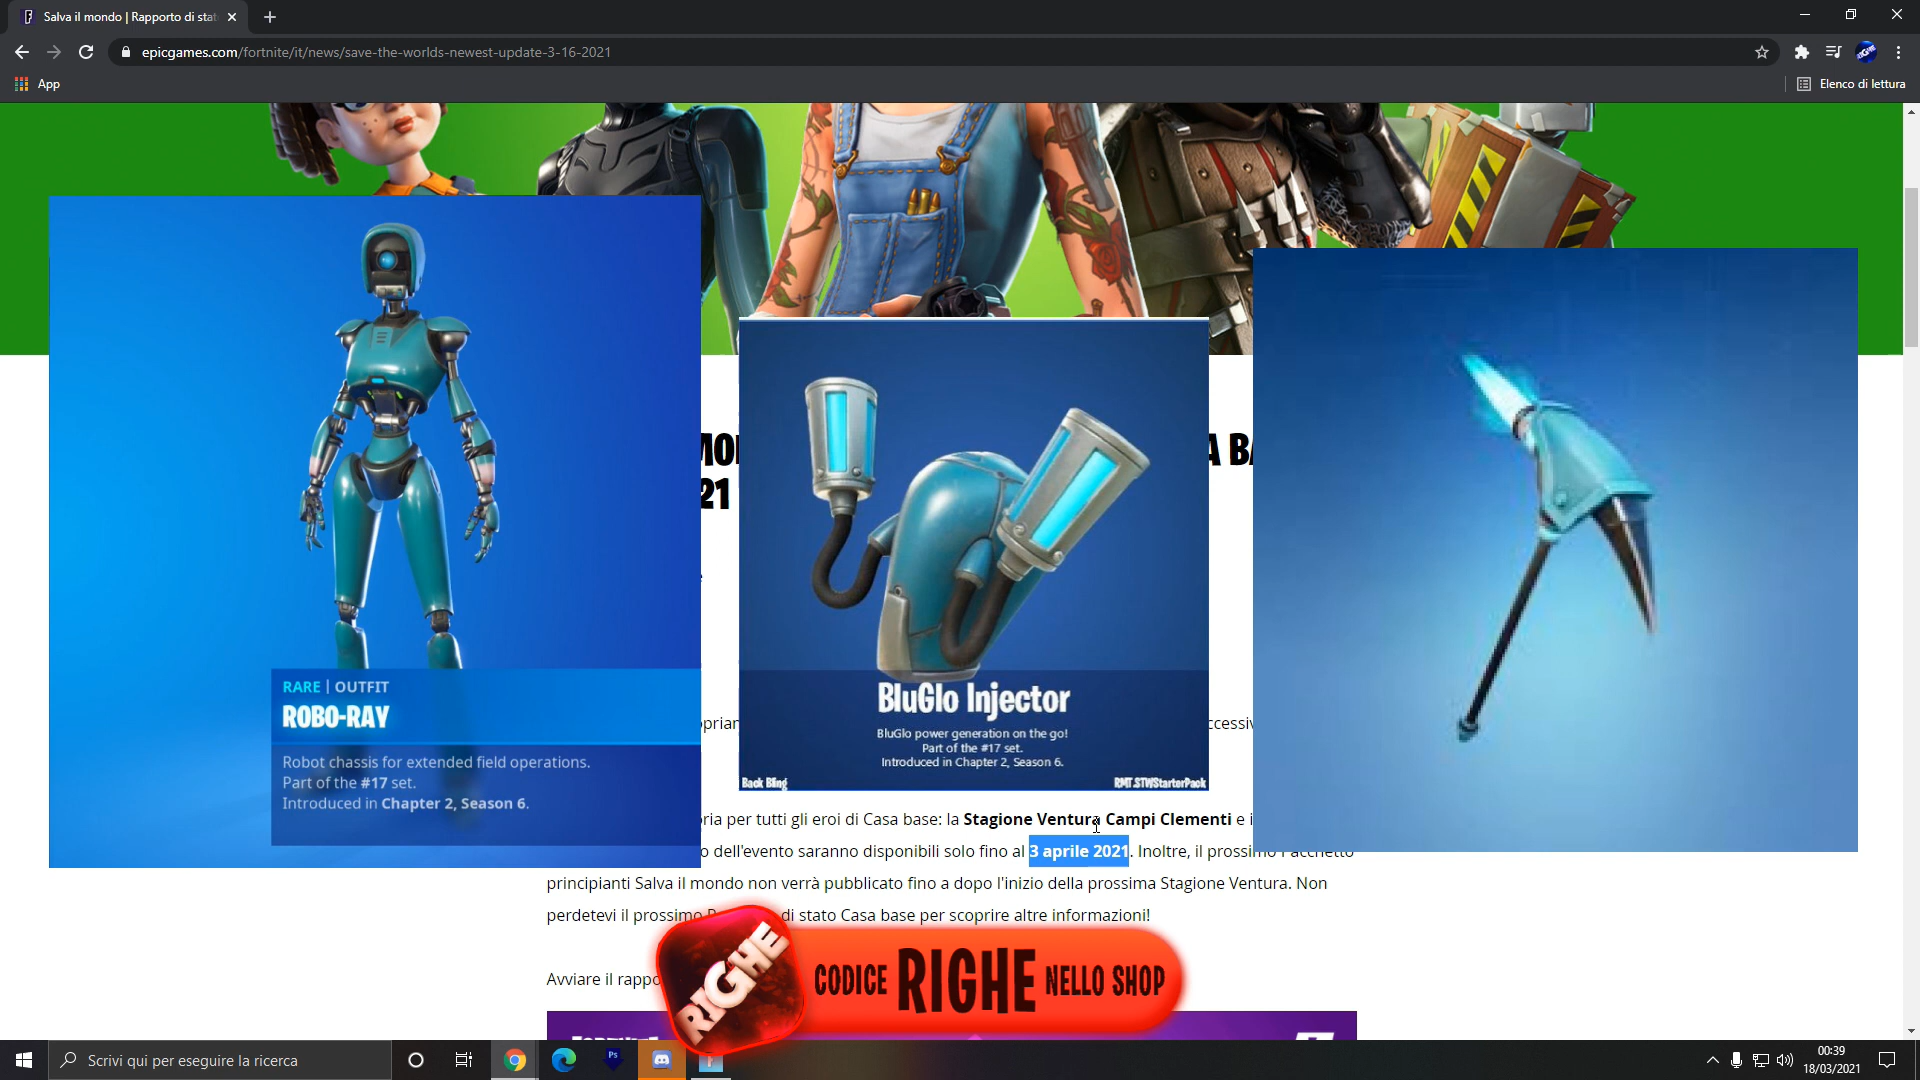 Salva il mondo | Rapporto di stat
epicgames.com/fortnite/it/news/save-the-worlds-newest-update-3-16-2021
App
Elenco di lettura
A BA
21
RARE | OUTFIT
ROBO-RAY
Robot chassis for extended field operations.
Part of the #17 set.
Introduced in Chapter 2, Season 6.
BluGlo Injector
BluGlo power generation on the go!
Part of the #17 set.
Introduced in Chapter 2, Season 6.
Back Bling
RMT.STWStarterPack
per tutti gli eroi di Casa base: la Stagione Ventura Campi Clementi e i
dell'evento saranno disponibili solo fino al 3 aprile 2021. Inoltre, il prossimo Pacchetto
principianti Salva il mondo non verrà pubblicato fino a dopo l'inizio della prossima Stagione Ventura. Non
perdetevi il prossimo di stato Casa base per scoprire altre informazioni!
Avviare il rappo
RIGHE
CODICE RIGHE NELLO SHOP
Scrivi qui per eseguire la ricerca
Ps
00:39
18/03/2021